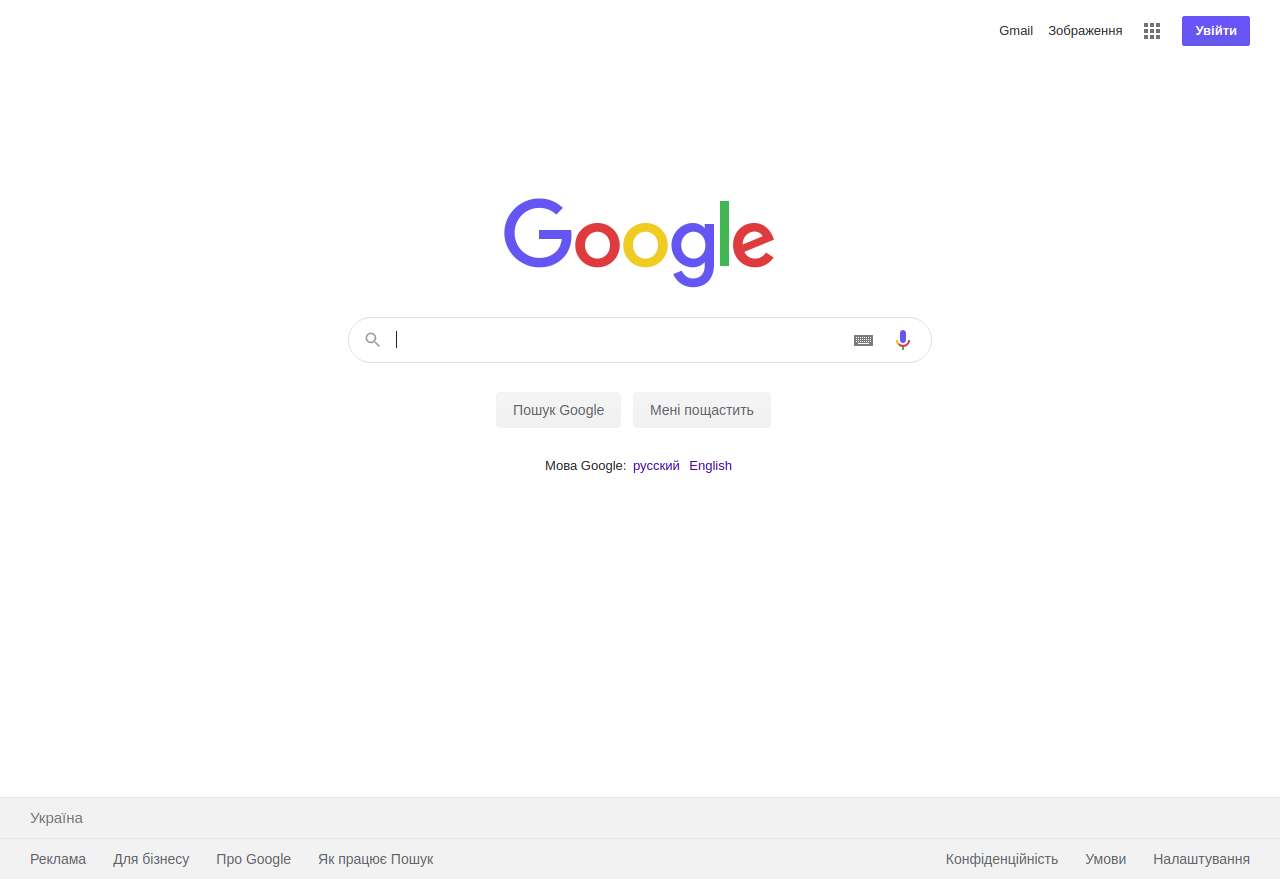 Gmail Зображення Увійти
Google
Пошук Google Мені пощастить
Мова Google: русский English
Україна
Реклама Для бізнесу Про Google Як працює Пошук Конфіденційність Умови Налаштування